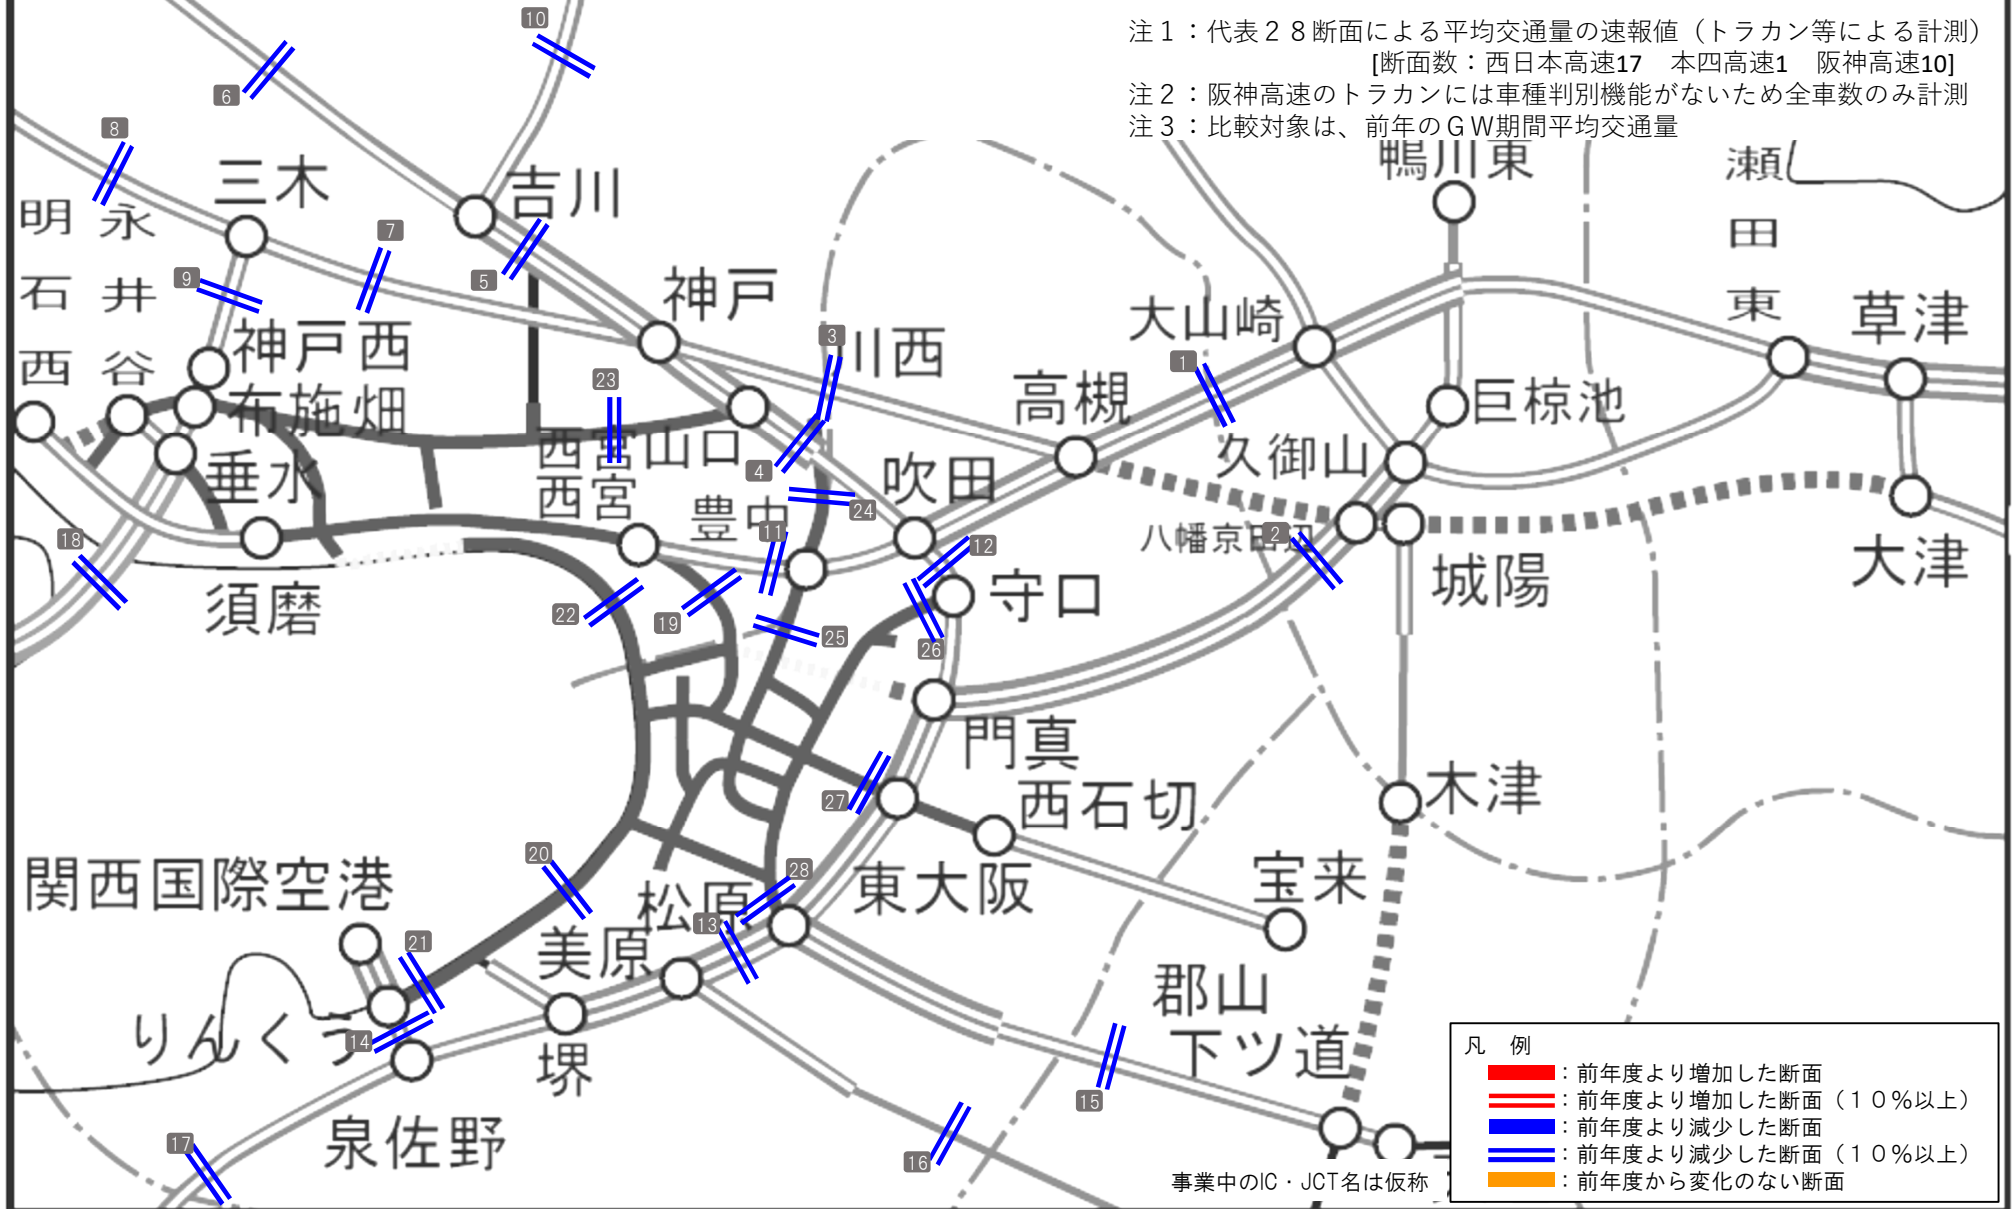 注１：代表２８断面による平均交通量の速報値（トラカン等による計測）
[断面数：西日本高速17　本四高速1　阪神高速10]
注２：阪神高速のトラカンには車種判別機能がないため全車数のみ計測
注３：比較対象は、前年のＧＷ期間平均交通量
10
6
8
三木
吉川
鴨川東
瀬田東
明石西
永井谷
7
9
5
神戸
大山崎
草津
神戸西
3
川西
1
23
高槻
布施畑
巨椋池
西宮山口
4
久御山
垂水
西宮
吹田
豊中
24
18
11
八幡京田辺
2
12
大津
須磨
守口
城陽
22
19
25
26
門真
27
西石切
木津
20
関西国際空港
28
松原
東大阪
宝来
13
21
美原
郡山
下ツ道
りんくう
14
堺
15
泉佐野
17
16
事業中のIC・JCT名は仮称
凡　例
：前年度より増加した断面
：前年度より増加した断面（１０％以上）
：前年度より減少した断面
：前年度より減少した断面（１０％以上）
：前年度から変化のない断面